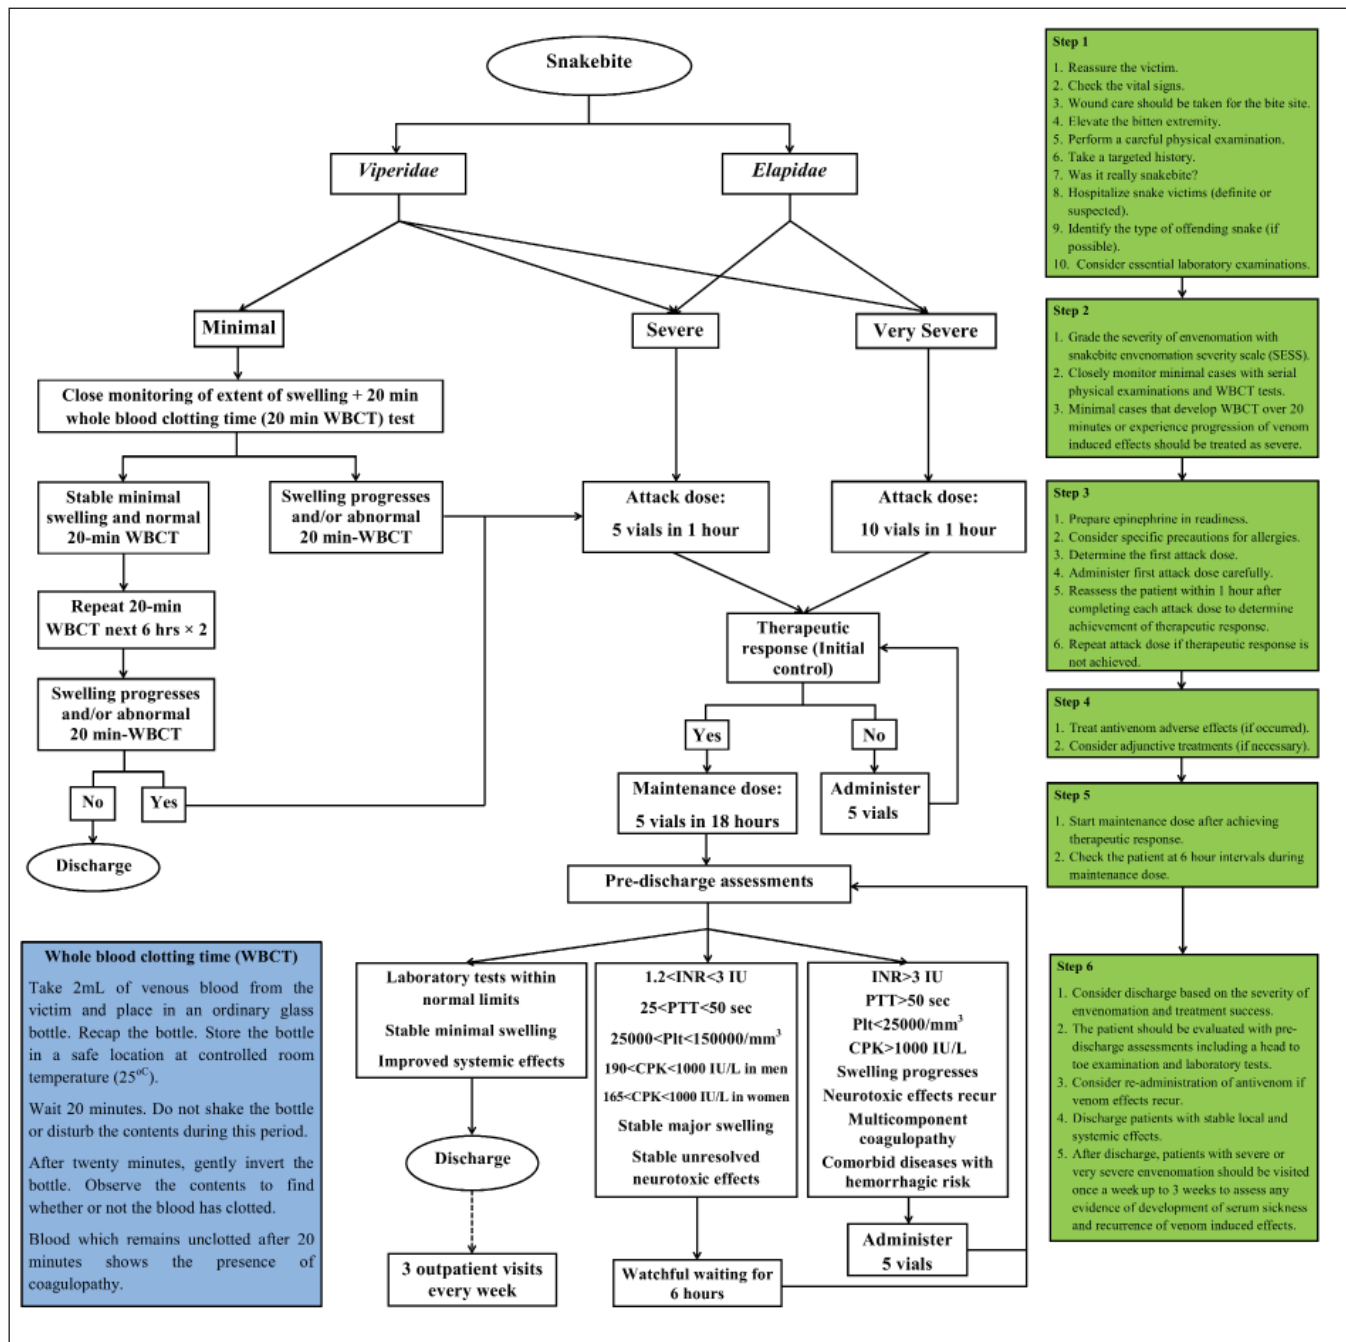 Snakebite
Viperidae
Elapidae
Minimal
Severe
Very Severe
Close monitoring of extent of swelling + 20 min
whole blood clotting time (20 min WBCT) test
Stable minimal
swelling and normal
20-min WBCT
Swelling progresses
and/or abnormal
20 min-WBCT
Attack dose:
5 vials in 1 hour
Attack dose:
10 vials in 1 hour
Repeat 20-min
WBCT next 6 hrs × 2
Therapeutic
response (Initial
control)
Swelling progresses
and/or abnormal
20 min-WBCT
Yes
No
No
Yes
Maintenance dose:
5 vials in 18 hours
Administer
5 vials
Discharge
Pre-discharge assessments
Laboratory tests within
normal limits
Stable minimal swelling
Improved systemic effects
1.2<INR<3 IU
25<PTT<50 sec
25000<Plt<150000/mm³
190<CPK<1000 IU/L in men
165<CPK<1000 IU/L in women
Stable major swelling
Stable unresolved
neurotoxic effects
INR>3 IU
PTT>50 sec
Plt<25000/mm³
CPK>1000 IU/L
Swelling progresses
Neurotoxic effects recur
Multicomponent
coagulopathy
Comorbid diseases with
hemorrhagic risk
Discharge
Administer
5 vials
3 outpatient visits
every week
Watchful waiting for
6 hours
Whole blood clotting time (WBCT)
Take 2mL of venous blood from the
victim and place in an ordinary glass
bottle. Recap the bottle. Store the bottle
in a safe location at controlled room
temperature (25ºC).
Wait 20 minutes. Do not shake the bottle
or disturb the contents during this period.
After twenty minutes, gently invert the
bottle. Observe the contents to find
whether or not the blood has clotted.
Blood which remains unclotted after 20
minutes shows the presence of
coagulopathy.
Step 1
1. Reassure the victim.
2. Check the vital signs.
3. Wound care should be taken for the bite site.
4. Elevate the bitten extremity.
5. Perform a careful physical examination.
6. Take a targeted history.
7. Was it really snakebite?
8. Hospitalize snake victims (definite or
suspected).
9. Identify the type of offending snake (if
possible).
10. Consider essential laboratory examinations.
Step 2
1. Grade the severity of envenomation with
snakebite envenomation severity scale (SESS).
2. Closely monitor minimal cases with serial
physical examinations and WBCT tests.
3. Minimal cases that develop WBCT over 20
minutes or experience progression of venom
induced effects should be treated as severe.
Step 3
1. Prepare epinephrine in readiness.
2. Consider specific precautions for allergies.
3. Determine the first attack dose.
4. Administer first attack dose carefully.
5. Reassess the patient within 1 hour after
completing each attack dose to determine
achievement of therapeutic response.
6. Repeat attack dose if therapeutic response is
not achieved.
Step 4
1. Treat antivenom adverse effects (if occurred).
2. Consider adjunctive treatments (if necessary).
Step 5
1. Start maintenance dose after achieving
therapeutic response.
2. Check the patient at 6 hour intervals during
maintenance dose.
Step 6
1. Consider discharge based on the severity of
envenomation and treatment success.
2. The patient should be evaluated with pre-
discharge assessments including a head to
toe examination and laboratory tests.
3. Consider re-administration of antivenom if
venom effects recur.
4. Discharge patients with stable local and
systemic effects.
5. After discharge, patients with severe or
very severe envenomation should be visited
once a week up to 3 weeks to assess any
evidence of development of serum sickness
and recurrence of venom induced effects.